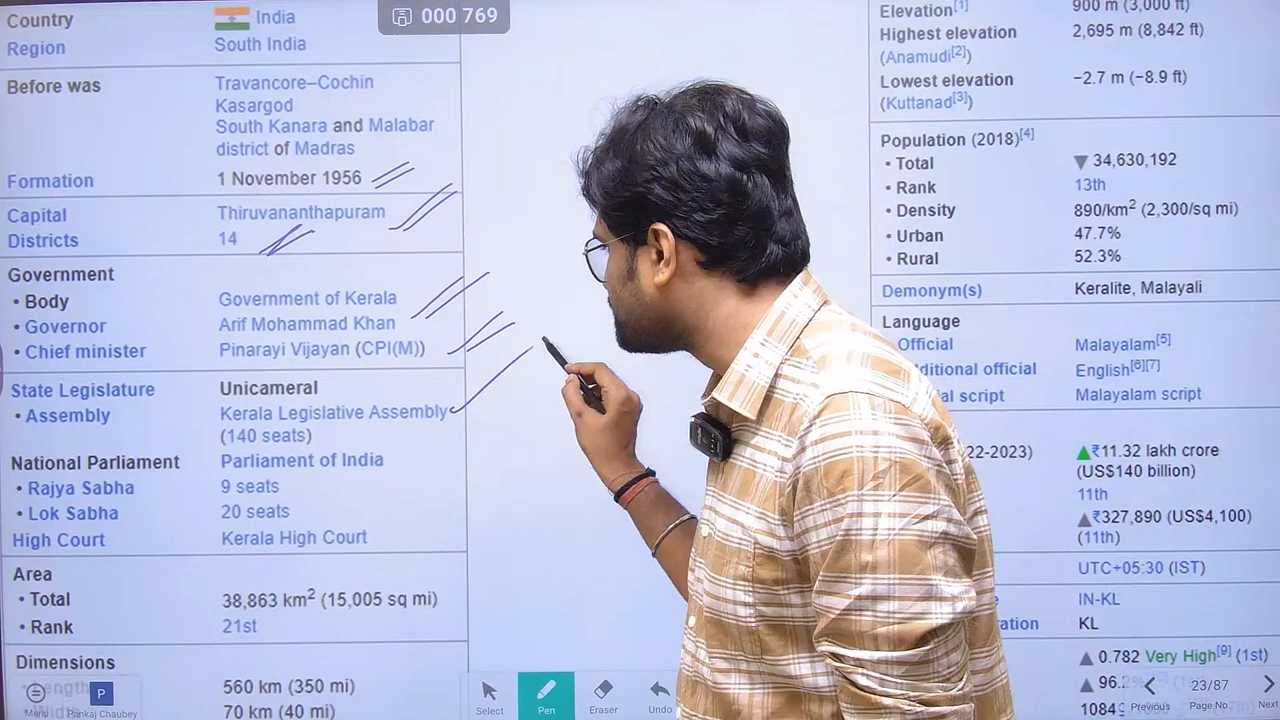 000 769
Country India
Region South India
Before was Travancore–Cochin
Kasargod
South Kanara and Malabar
district of Madras
Formation 1 November 1956
Capital Thiruvananthapuram
Districts 14
Government
• Body Government of Kerala
• Governor Arif Mohammad Khan
• Chief minister Pinarayi Vijayan (CPI(M))
State Legislature Unicameral
• Assembly Kerala Legislative Assembly
(140 seats)
National Parliament Parliament of India
• Rajya Sabha 9 seats
• Lok Sabha 20 seats
High Court Kerala High Court
Area
• Total 38,863 km² (15,005 sq mi)
• Rank 21st
Dimensions
560 km (350 mi)
70 km (40 mi)
Menu
P
Pankaj Chaubey
Select Pen Eraser Undo
Elevation[1] 900 m (3,000 ft)
Highest elevation 2,695 m (8,842 ft)
(Anamudi[2])
Lowest elevation −2.7 m (−8.9 ft)
(Kuttanad[3])
Population (2018)[4]
• Total ▼ 34,630,192
• Rank 13th
• Density 890/km² (2,300/sq mi)
• Urban 47.7%
• Rural 52.3%
Demonym(s) Keralite, Malayali
Language
Official Malayalam[5]
ditional official English[6][7]
script Malayalam script
22-2023) ▲₹11.32 lakh crore
(US$140 billion)
11th
▲₹327,890 (US$4,100)
(11th)
UTC+05:30 (IST)
IN-KL
KL
▲ 0.782 Very High[9] (1st)
▲ 96.
1084
Previous
23/87
Page No
Next